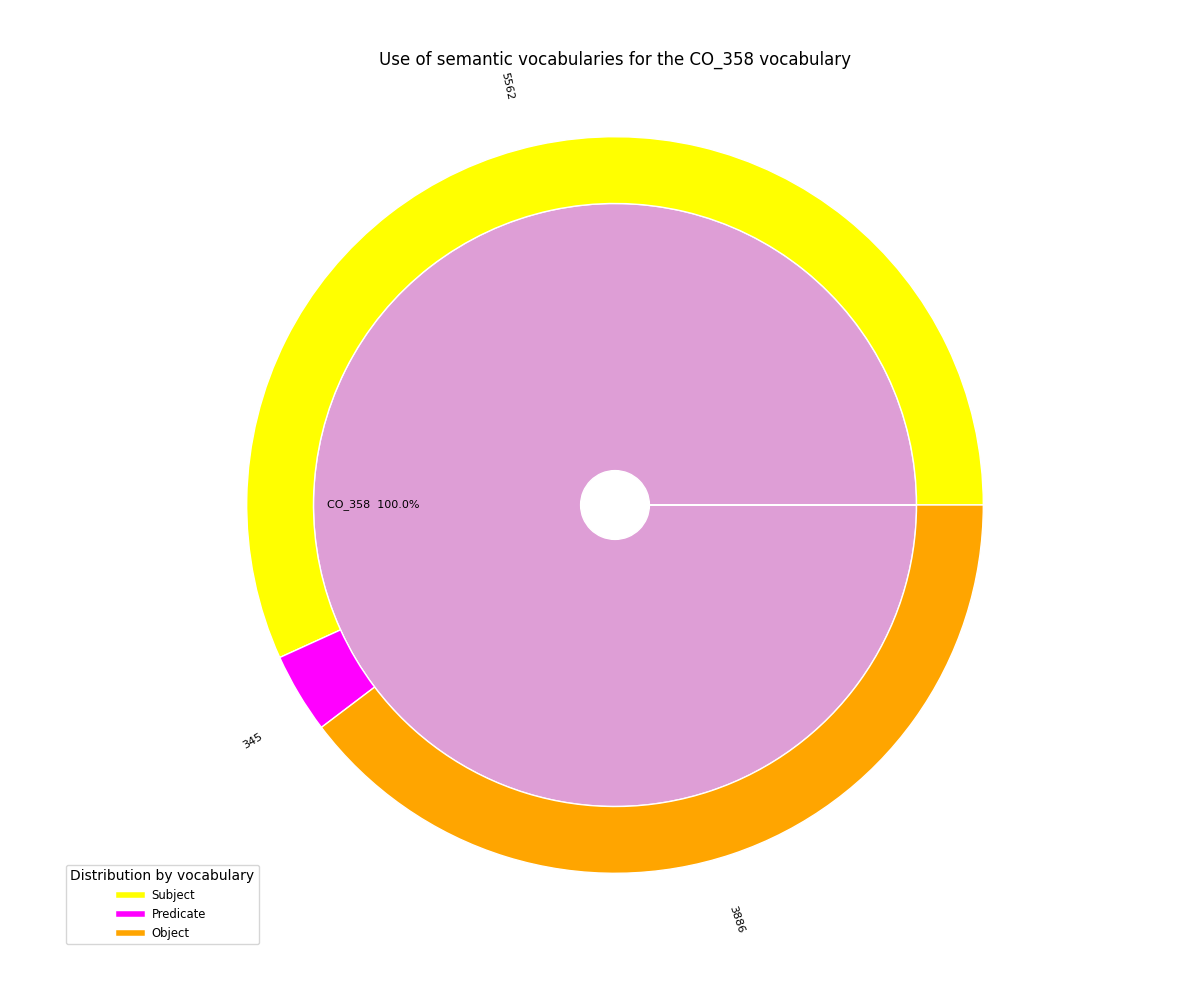 Use of semantic vocabularies for the CO_358 vocabulary
5562
CO_358 100.0%
345
3886
Distribution by vocabulary
Subject
Predicate
Object